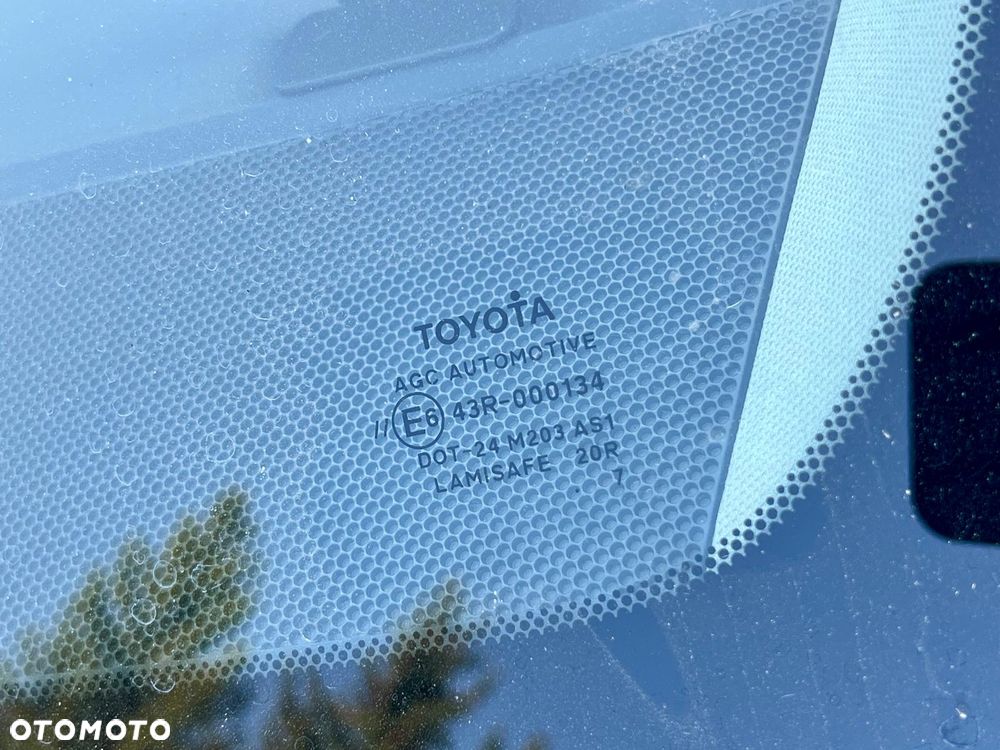 TOYOTA
AGC AUTOMOTIVE
// E6 43R-000134
DOT-24 M203 AS1
LAMISAFE 20R
. 7
OTOMOTO